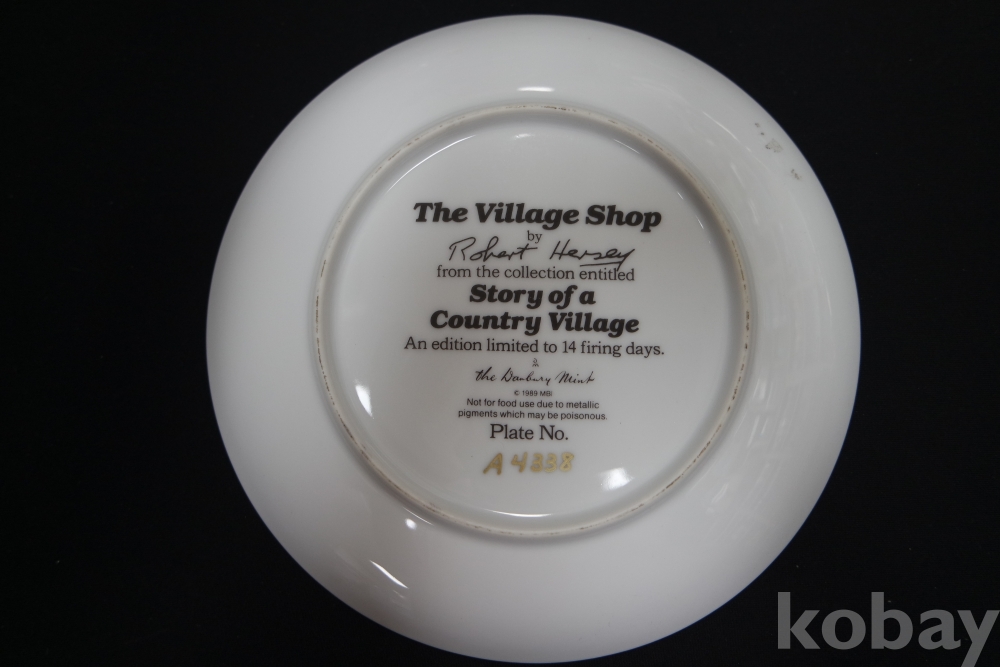 The Village Shop
by
Robert Hersey
from the collection entitled
Story of a
Country Village
An edition limited to 14 firing days.
the Danbury Mint
© 1989 MBI
Not for food use due to metallic
pigments which may be poisonous.
Plate No.
A4838
kobay